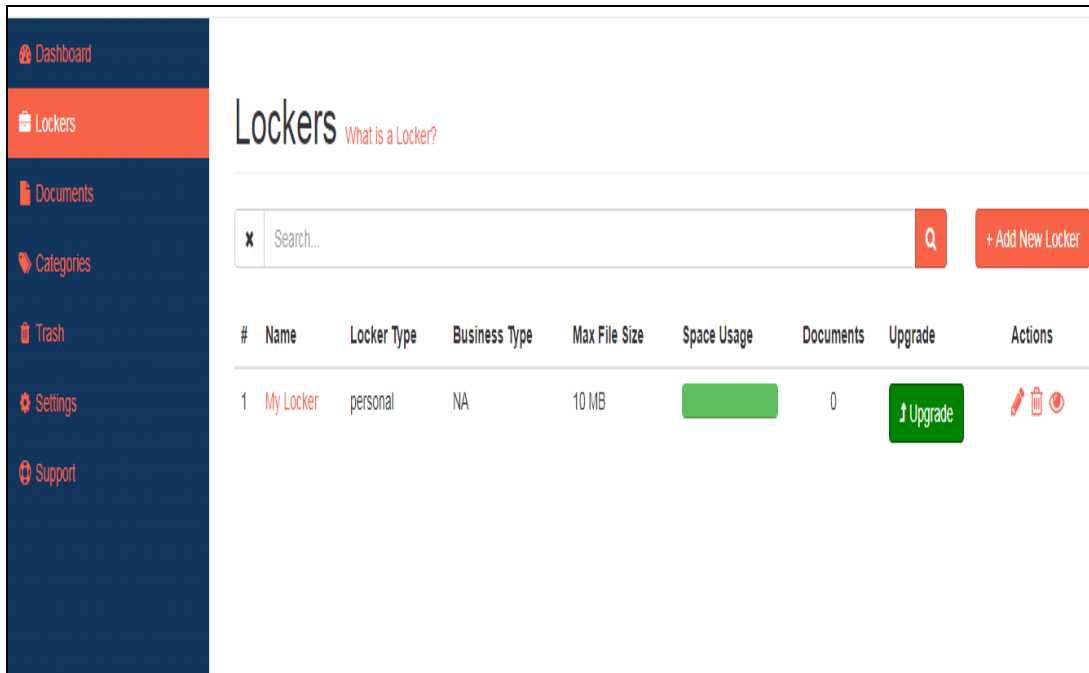 Dashboard
Lockers
Documents
Categories
Trash
Settings
Support
Lockers What is a Locker?
Search...
+ Add New Locker
# Name Locker Type Business Type Max File Size Space Usage Documents Upgrade Actions
1 My Locker personal NA 10 MB 0 Upgrade